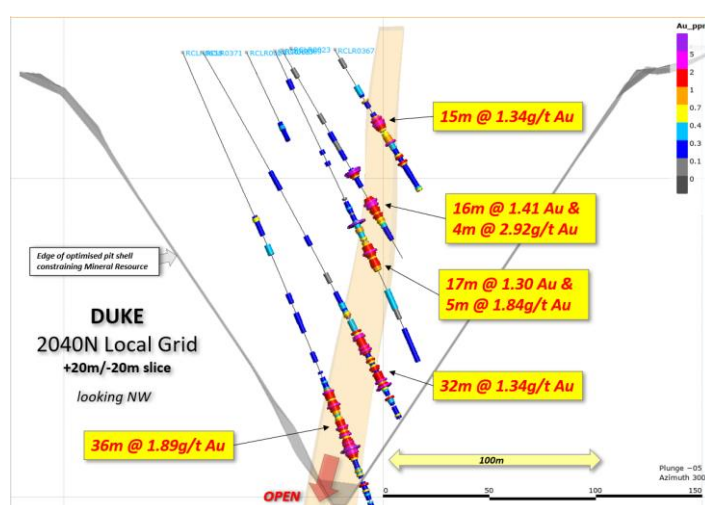 RCLR0371
RCLR0367
Au_ppm
5
2
1
0.7
0.4
0.3
0.1
0
15m @ 1.34g/t Au
16m @ 1.41 Au &
4m @ 2.92g/t Au
17m @ 1.30 Au &
5m @ 1.84g/t Au
Edge of optimised pit shell
constraining Mineral Resource
DUKE
2040N Local Grid
+20m/-20m slice
looking NW
32m @ 1.34g/t Au
36m @ 1.89g/t Au
100m
OPEN
Plunge −05
Azimuth 300
0
50
100
150